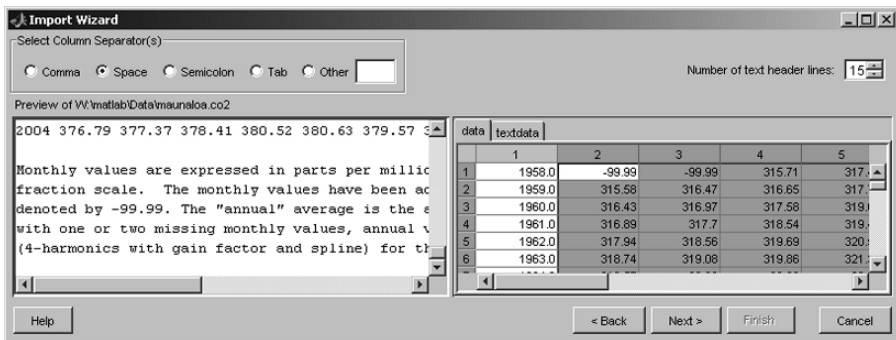 Import Wizard
Select Column Separator(s)
Comma Space Semicolon Tab Other
Number of text header lines: 15
Preview of W:\matlab\Data\maunaloa.co2
2004 376.79 377.37 378.41 380.52 380.63 379.57
Monthly values are expressed in parts per millio
fraction scale. The monthly values have been
denoted by -99.99. The "annual" average is the
with one or two missing monthly values, annual
(4-harmonics with gain factor and spline) for
data textdata
1 2 3 4 5
1 1958.0 -99.99 -99.99 315.71 317.
2 1959.0 315.58 316.47 316.65 317.
3 1960.0 316.43 316.97 317.58 319.
4 1961.0 316.89 317.7 318.54 319.
5 1962.0 317.94 318.56 319.69 320.
6 1963.0 318.74 319.08 319.86 321.
Help
< Back Next > Finish Cancel